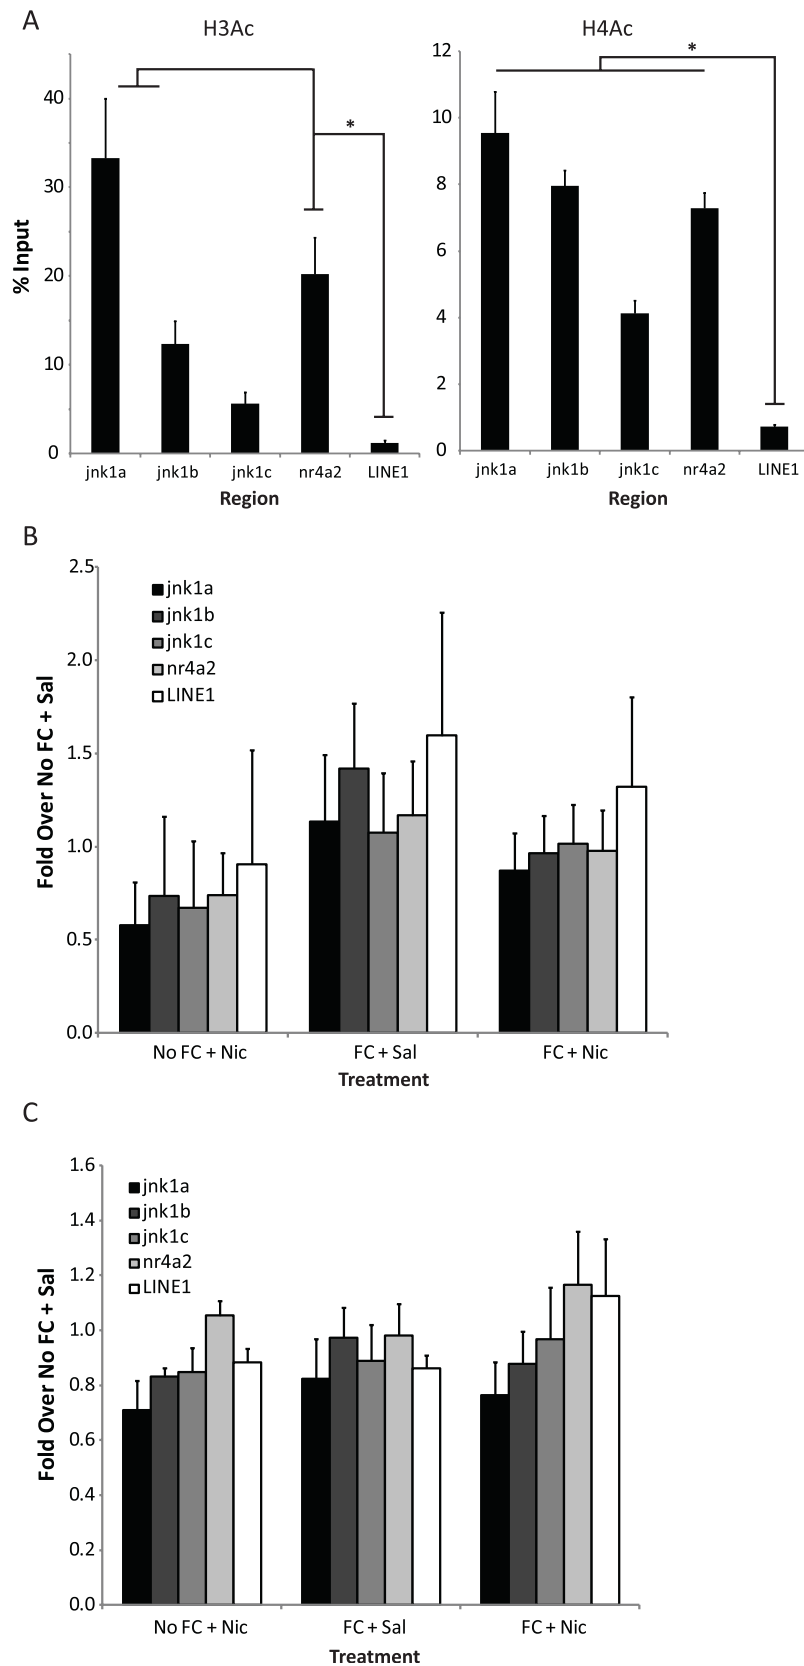 A
H3Ac
H4Ac
% Input
40
30
20
10
0
*
jnk1a jnk1b jnk1c nr4a2 LINE1
Region
12
10
8
6
4
2
0
*
jnk1a jnk1b jnk1c nr4a2 LINE1
Region
B
Fold Over No FC + Sal
2.5
2.0
1.5
1.0
0.5
0.0
jnk1a
jnk1b
jnk1c
nr4a2
LINE1
No FC + Nic FC + Sal FC + Nic
Treatment
C
Fold Over No FC + Sal
1.6
1.4
1.2
1.0
0.8
0.6
0.4
0.2
0.0
jnk1a
jnk1b
jnk1c
nr4a2
LINE1
No FC + Nic FC + Sal FC + Nic
Treatment